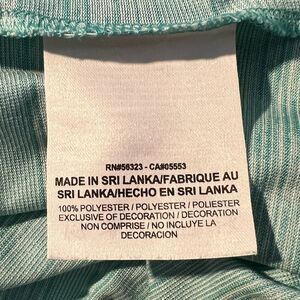 RN#56323 - CA#05553
MADE IN SRI LANKA/FABRIQUE AU
SRI LANKA/HECHO EN SRI LANKA
100% POLYESTER / POLYESTER / POLIESTER
EXCLUSIVE OF DECORATION / DECORATION
NON COMPRISE / NO INCLUYE LA
DECORACION